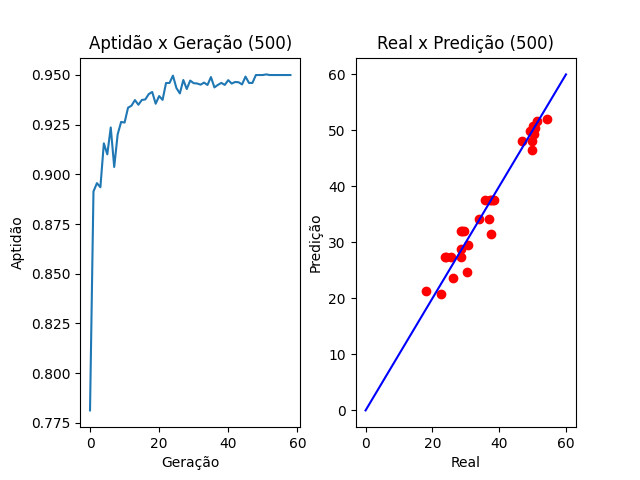 Aptidão x Geração (500)
Aptidão
0.950
0.925
0.900
0.875
0.850
0.825
0.800
0.775
0 20 40 60
Geração
Real x Predição (500)
Predição
60
50
40
30
20
10
0
0 20 40 60
Real